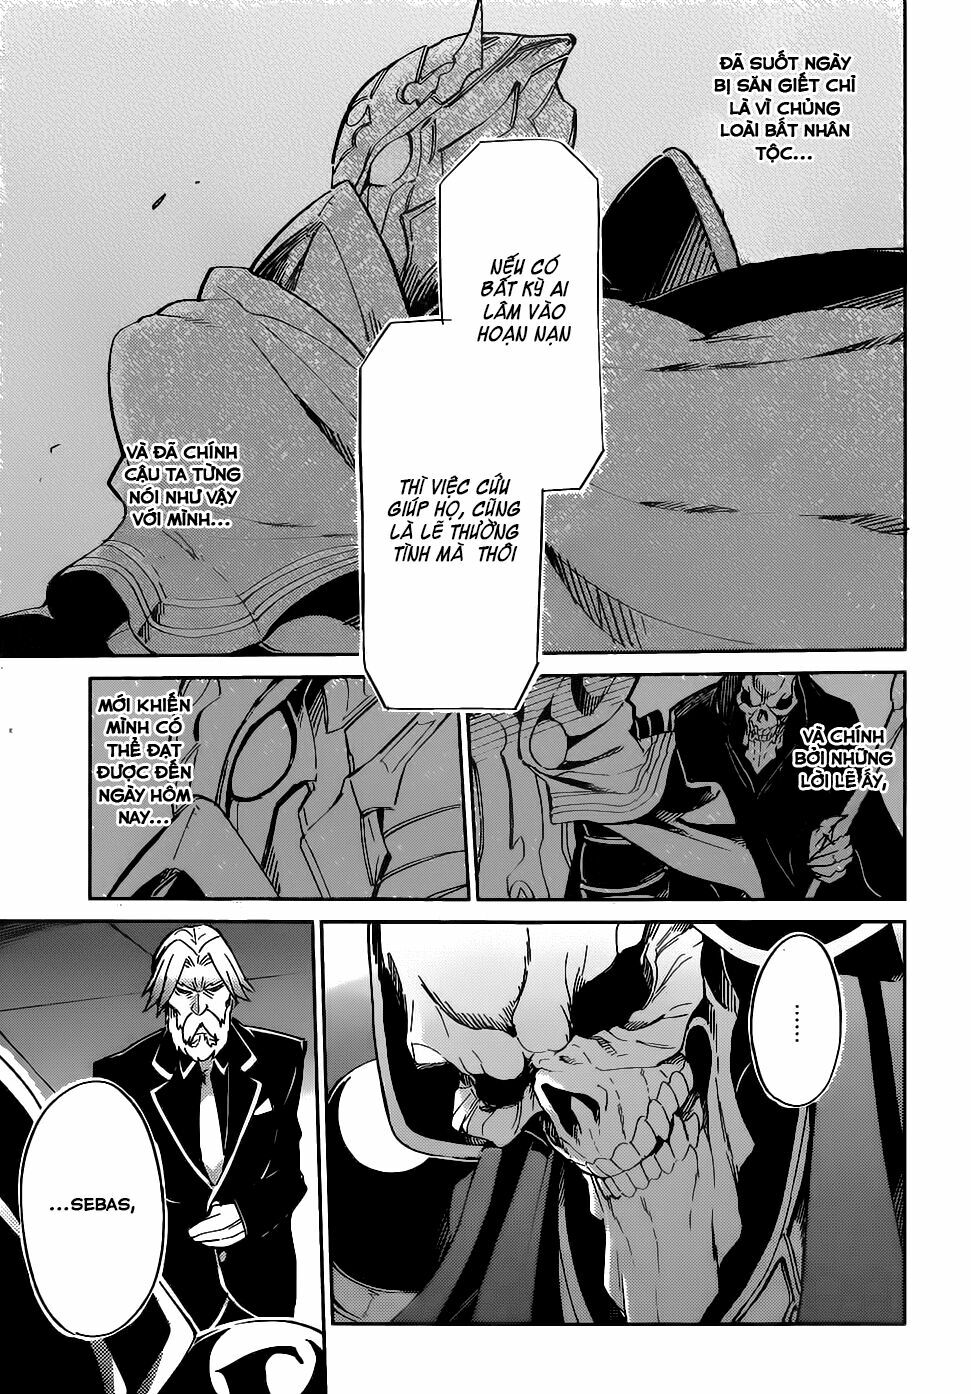 ĐÃ SUỐT NGÀY
BỊ SĂN GIẾT CHỈ
LÀ VÌ CHỦNG
LOÀI BẤT NHÂN
TỘC...
NẾU CÓ
BẤT KỲ AI
LÂM VÀO
HOẠN NẠN
THÌ VIỆC CỨU
GIÚP HỌ, CŨNG
LÀ LẼ THƯỜNG
TÌNH MÀ THÔI
VÀ ĐÃ CHÍNH
CẬU TA TỪNG
NÓI NHƯ VẬY
VỚI MÌNH...
VÀ CHÍNH
BỞI NHỮNG
LỜI LẼ ẤY,
MỚI KHIẾN
MÌNH CÓ
THỂ ĐẠT
ĐƯỢC ĐẾN
NGÀY HÔM
NAY...
......
...SEBAS,